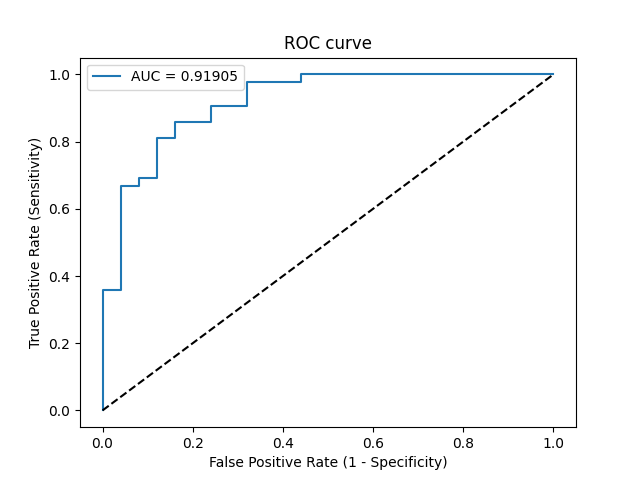 ROC curve
AUC = 0.91905
True Positive Rate (Sensitivity)
1.0
0.8
0.6
0.4
0.2
0.0
0.0 0.2 0.4 0.6 0.8 1.0
False Positive Rate (1 - Specificity)